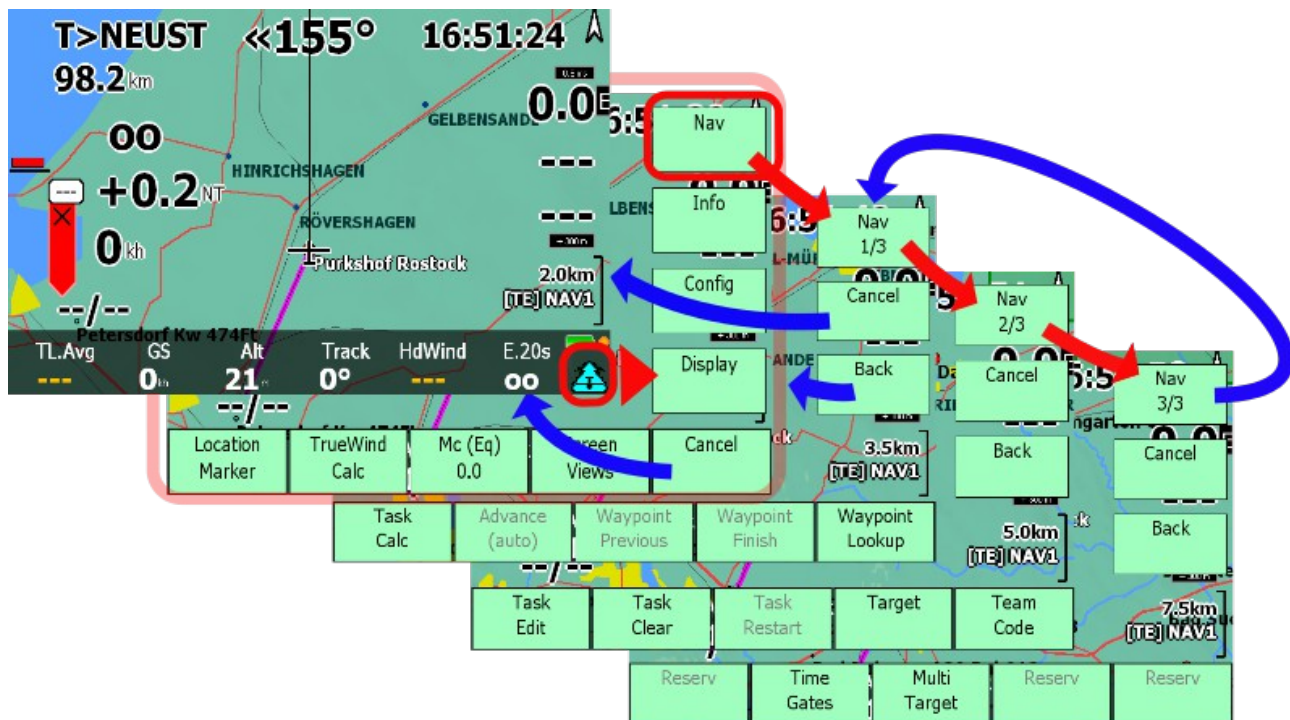 T>NEUST «155° 16:51:24
98.2km
0.0
GELBENSANDE
oo
HINRICHSHAGEN
---
+0.2NT
---
RÖVERSHAGEN
0kh
Purkshof Rostock
2.0km
[TE] NAV1
--/--
Petersdorf Kw 474Ft
TL.Avg GS Alt Track HdWind E.20s
--- 0 21 0° --- oo
Nav
Info
Config
Display
--/--
Location Marker
TrueWind Calc
Mc (Eq) 0.0
Screen Views
Cancel
Nav
1/3
Cancel
Back
3.5km
[TE] NAV1
Task Calc
Advance (auto)
Waypoint Previous
Waypoint Finish
Waypoint Lookup
Nav
2/3
Cancel
Back
5.0km
[TE] NAV1
--/--
Task Edit
Task Clear
Task Restart
Target
Team Code
Nav
3/3
Cancel
Back
7.5km
[TE] NAV1
Reserv
Time Gates
Multi Target
Reserv
Reserv